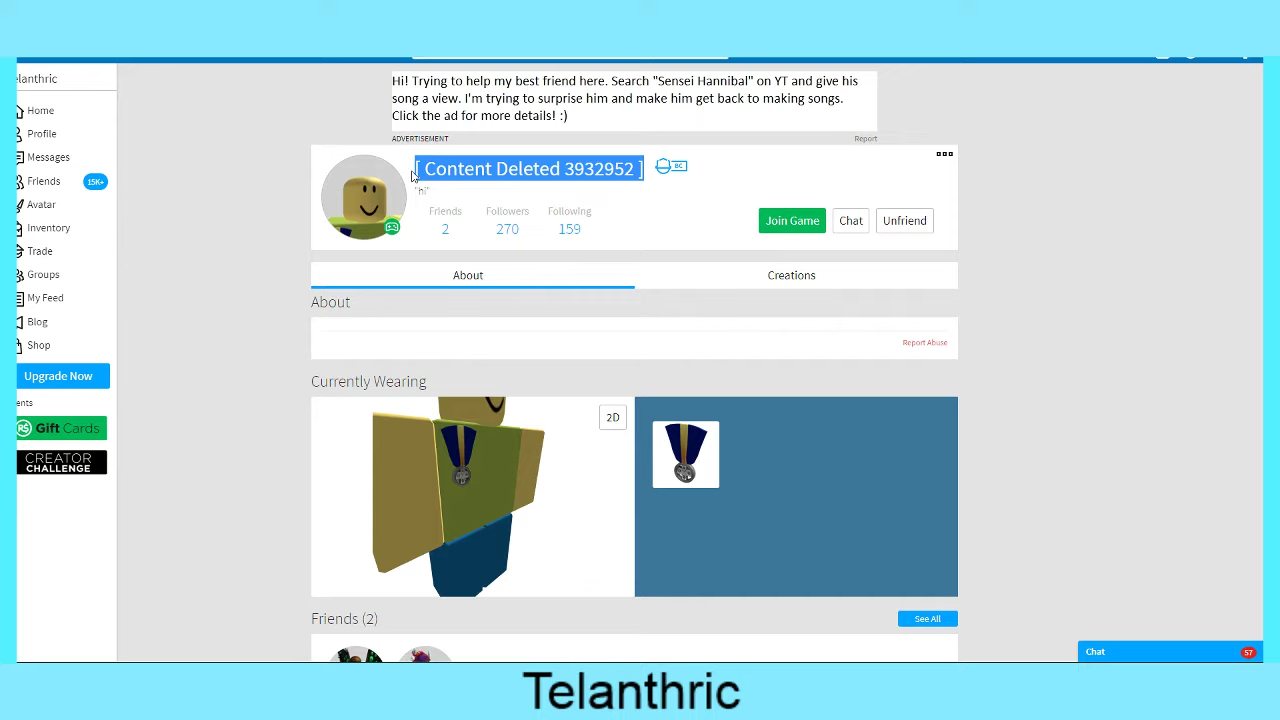 elanthric
Home
Profile
Messages
Friends 15K+
Avatar
Inventory
Trade
Groups
My Feed
Blog
Shop
Upgrade Now
ents
R$ Gift Cards
CREATOR
CHALLENGE
Hi! Trying to help my best friend here. Search "Sensei Hannibal" on YT and give his
song a view. I'm trying to surprise him and make him get back to making songs.
Click the ad for more details! :)
ADVERTISEMENT Report
[ Content Deleted 3932952 ] BC
"hi"
Friends Followers Following
2 270 159
Join Game Chat Unfriend
About Creations
About
Report Abuse
Currently Wearing
2D
Friends (2) See All
Chat 57
Telanthric